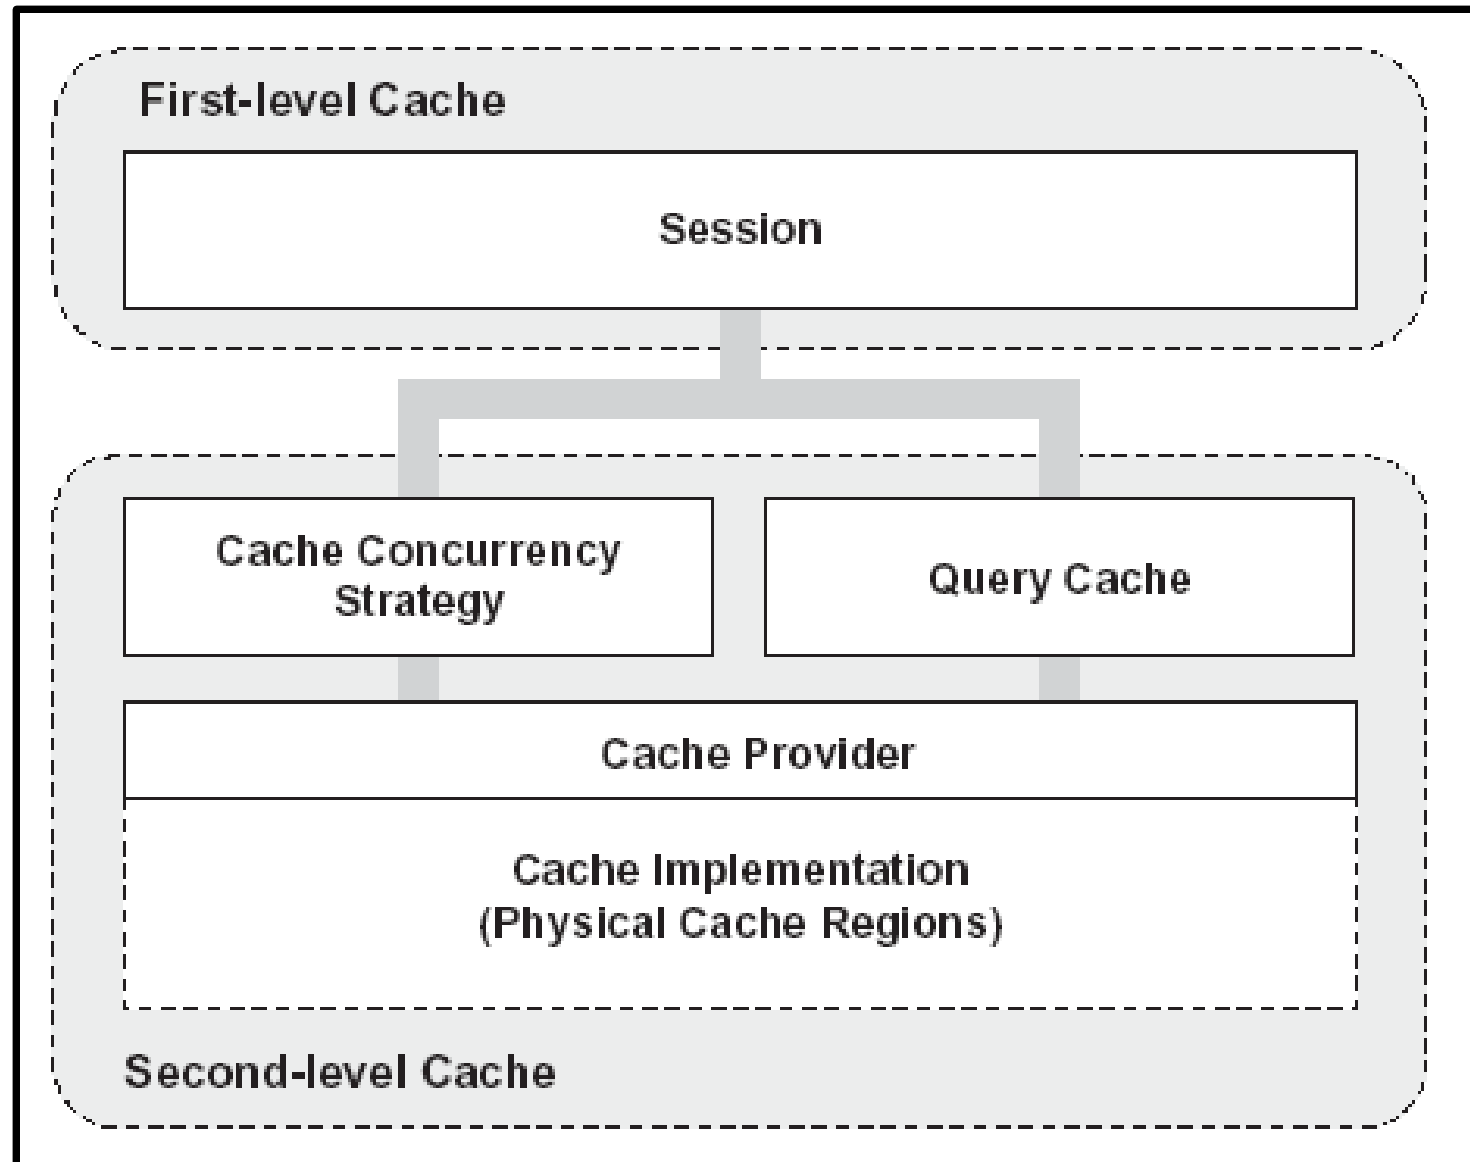 First-level Cache
Session
Cache Concurrency
Strategy
Query Cache
Cache Provider
Cache Implementation
(Physical Cache Regions)
Second-level Cache